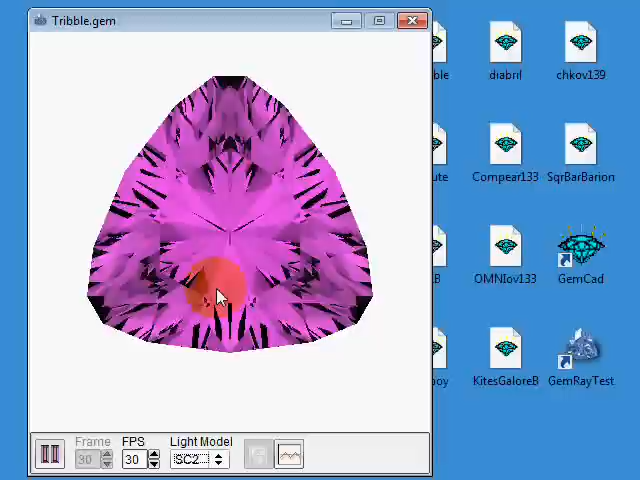 Tribble.gem
ble
diabril
chkov139
ute
Compear133
SqrBarBarion
B
OMNIov133
GemCad
boy
KitesGaloreB
GemRayTest
Frame
FPS
Light Model
30
30
SC2